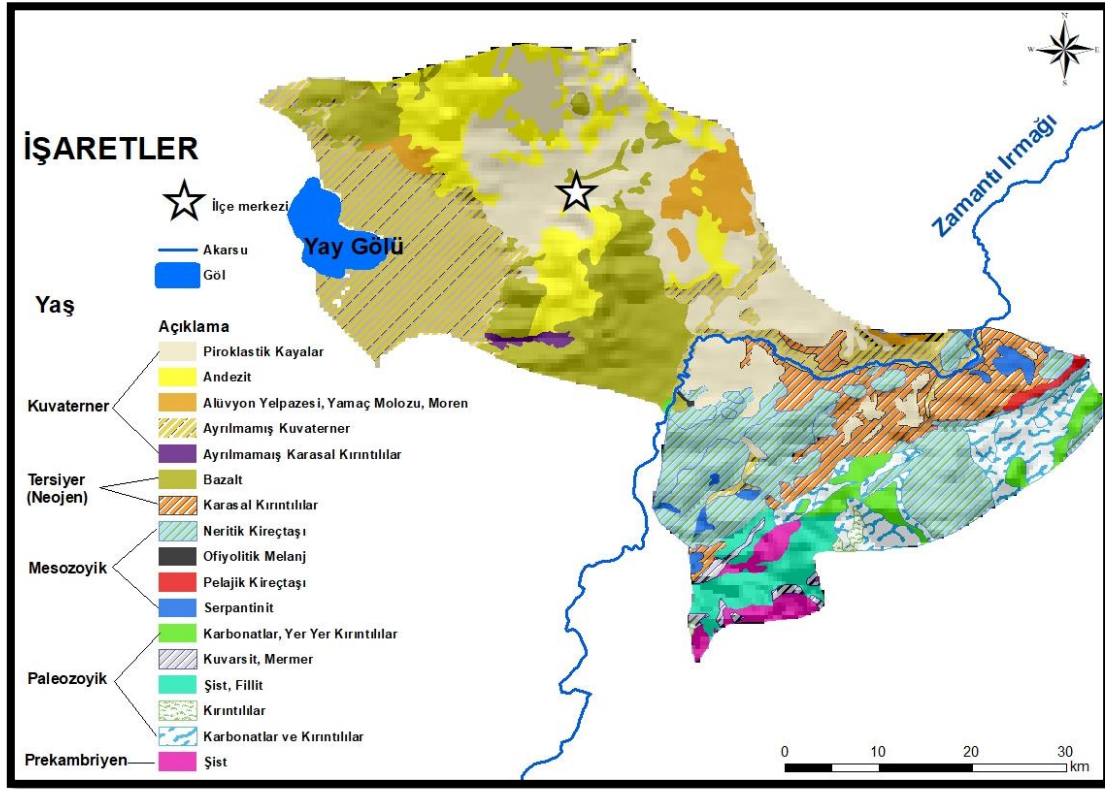 N
W E
S
İŞARETLER
İlçe merkezi
Akarsu
Göl
Yay Gölü
Zamantı Irmağı
Yaş
Açıklama
Kuvaterner
Piroklastik Kayalar
Andezit
Alüvyon Yelpazesi, Yamaç Molozu, Moren
Ayrılmamış Kuvaterner
Ayrılmamaış Karasal Kırıntılılar
Tersiyer
(Neojen)
Bazalt
Karasal Kırıntılılar
Mesozoyik
Neritik Kireçtaşı
Ofiyolitik Melanj
Pelajik Kireçtaşı
Serpantinit
Paleozoyik
Karbonatlar, Yer Yer Kırıntılılar
Kuvarsit, Mermer
Şist, Fillit
Kırıntılılar
Karbonatlar ve Kırıntılılar
Prekambriyen
Şist
0 10 20 30
km